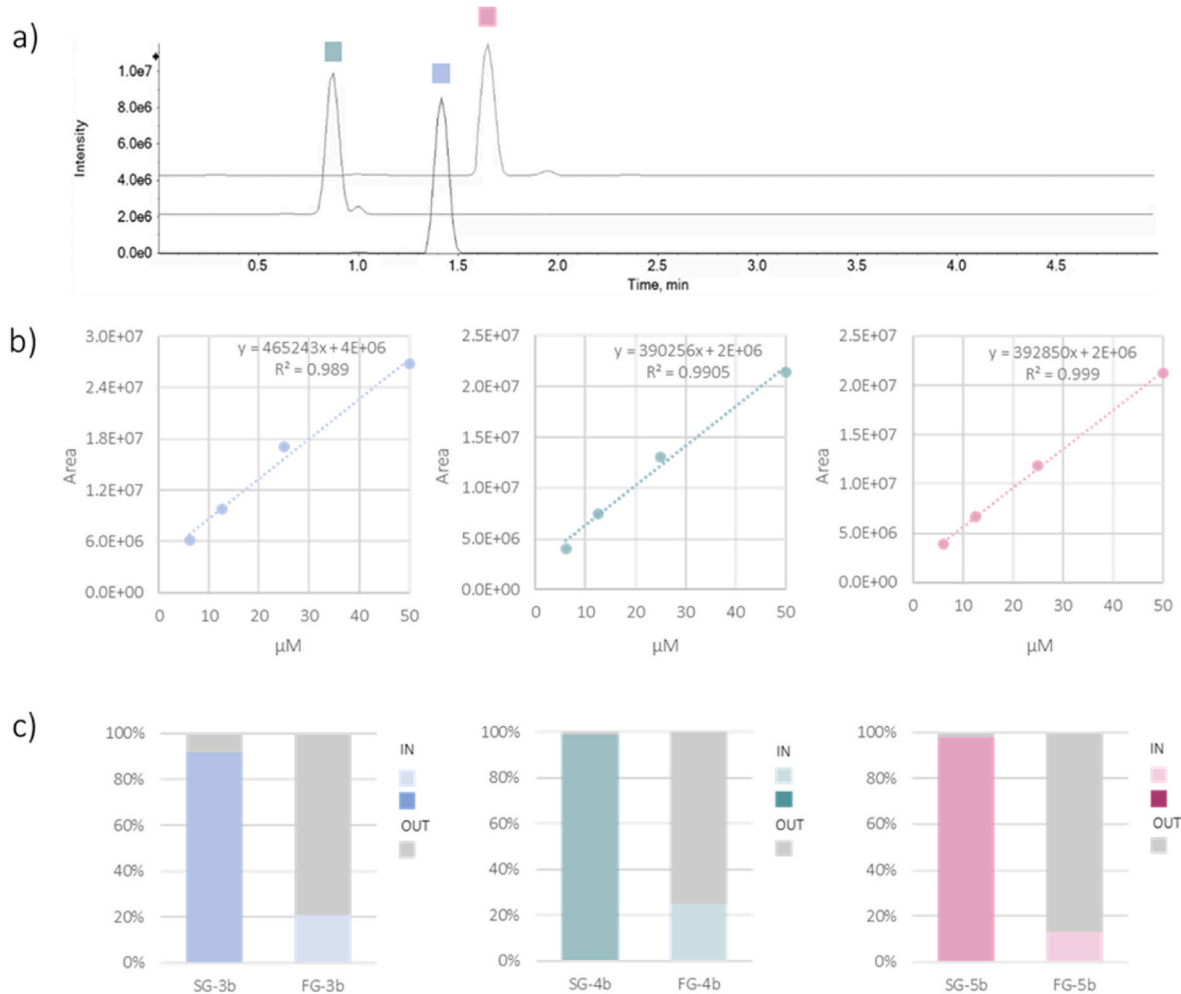 a)
Intensity
1.0e7
8.0e6
6.0e6
4.0e6
2.0e6
0.0e0
0.5 1.0 1.5 2.0 2.5 3.0 3.5 4.0 4.5
Time, min
b)
Area
3.0E+07
2.4E+07
1.8E+07
1.2E+07
6.0E+06
0.0E+00
y = 465243x + 4E+06
R² = 0.989
0 10 20 30 40 50
µM
Area
2.5E+07
2.0E+07
1.5E+07
1.0E+07
5.0E+06
0.0E+00
y = 390256x + 2E+06
R² = 0.9905
0 10 20 30 40 50
µM
Area
2.5E+07
2.0E+07
1.5E+07
1.0E+07
5.0E+06
0.0E+00
y = 392850x + 2E+06
R² = 0.999
0 10 20 30 40 50
µM
c)
100%
80%
60%
40%
20%
0%
SG-3b FG-3b
IN
OUT
100%
80%
60%
40%
20%
0%
SG-4b FG-4b
IN
OUT
100%
80%
60%
40%
20%
0%
SG-5b FG-5b
IN
OUT